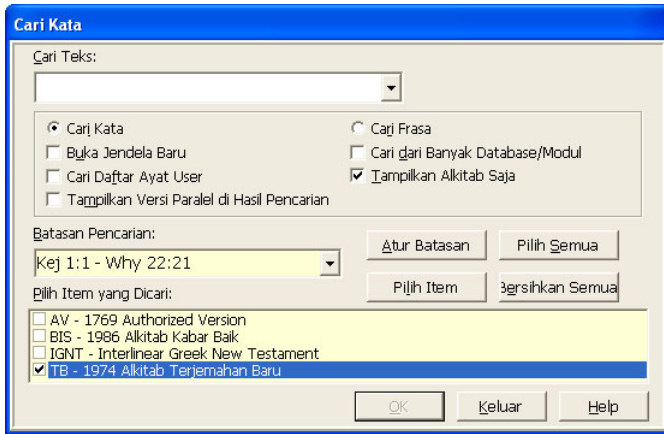 Cari Kata
Cari Teks:
Cari Kata
Cari Frasa
Buka Jendela Baru
Cari dari Banyak Database/Modul
Cari Daftar Ayat User
Tampilkan Alkitab Saja
Tampilkan Versi Paralel di Hasil Pencarian
Batasan Pencarian:
Atur Batasan
Pilih Semua
Kej 1:1 - Why 22:21
Pilih Item
Bersihkan Semua
Pilih Item yang Dicari:
AV - 1769 Authorized Version
BIS - 1986 Alkitab Kabar Baik
IGNT - Interlinear Greek New Testament
TB - 1974 Alkitab Terjemahan Baru
OK
Keluar
Help